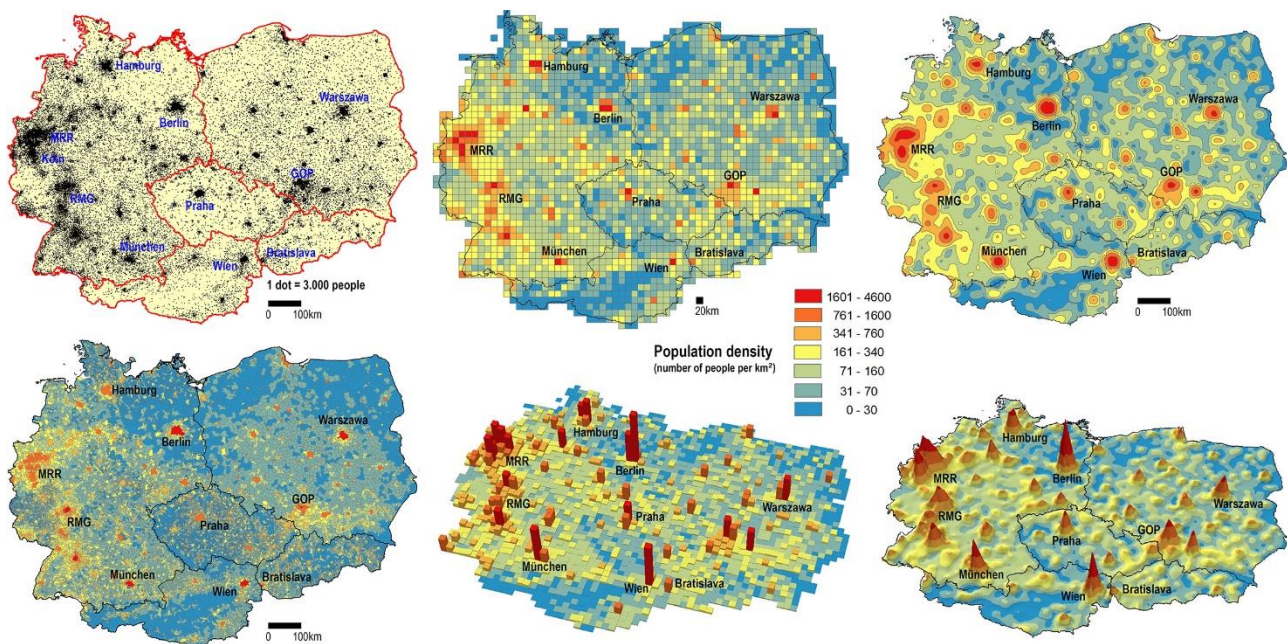 Hamburg
Warszawa
Berlin
MRR
Köln
GOP
RMG
Praha
München
Bratislava
Wien
1 dot = 3.000 people
100km
Hamburg
Warszawa
Berlin
MRR
GOP
RMG
Praha
München
Bratislava
Wien
20km
Hamburg
Warszawa
Berlin
MRR
GOP
RMG
Praha
München
Bratislava
Wien
100km
Population density
(number of people per km²)
1601 - 4600
761 - 1600
341 - 760
161 - 340
71 - 160
31 - 70
0 - 30
Hamburg
Warszawa
Berlin
MRR
GOP
RMG
Praha
München
Bratislava
Wien
100km
Hamburg
MRR
Berlin
RMG
Praha
Warszawa
München
Wien
Bratislava
Hamburg
MRR
Berlin
Warszawa
RMG
GOP
Praha
München
Wien
Bratislava